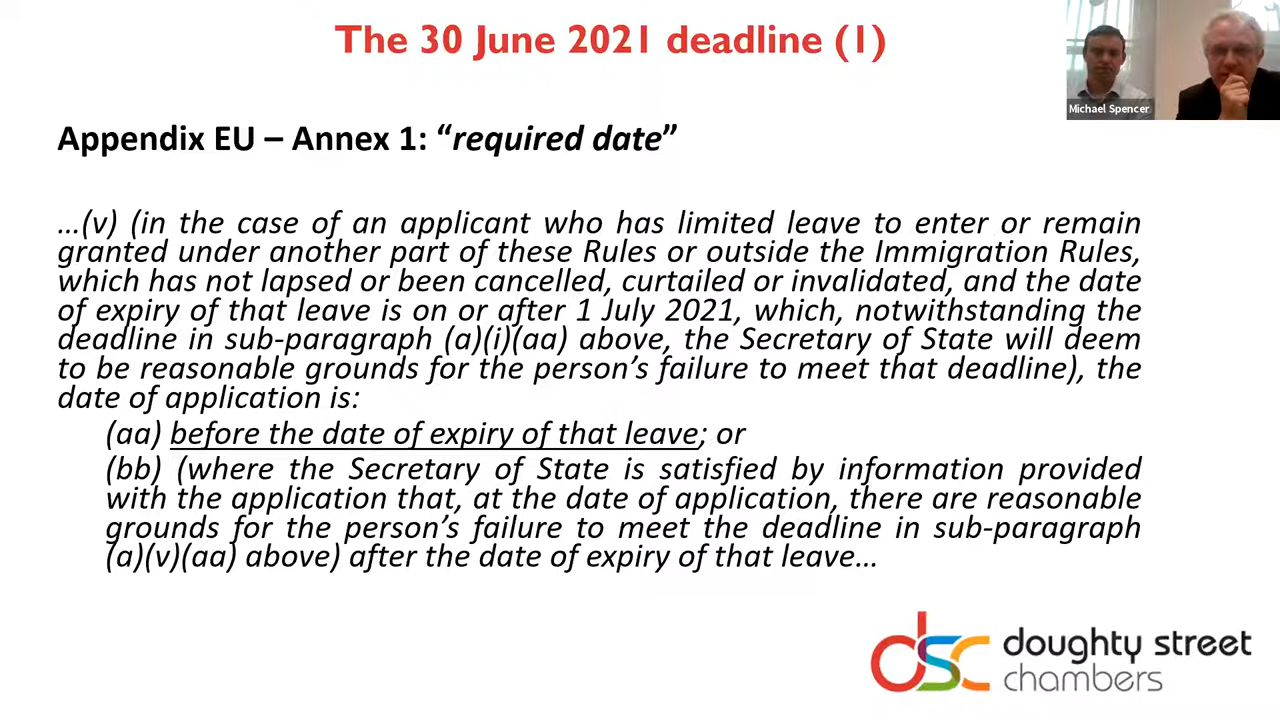 The 30 June 2021 deadline (1)
Michael Spencer
Appendix EU – Annex 1: “required date”
…(v) (in the case of an applicant who has limited leave to enter or remain
granted under another part of these Rules or outside the Immigration Rules,
which has not lapsed or been cancelled, curtailed or invalidated, and the date
of expiry of that leave is on or after 1 July 2021, which, notwithstanding the
deadline in sub-paragraph (a)(i)(aa) above, the Secretary of State will deem
to be reasonable grounds for the person’s failure to meet that deadline), the
date of application is:
(aa) before the date of expiry of that leave; or
(bb) (where the Secretary of State is satisfied by information provided
with the application that, at the date of application, there are reasonable
grounds for the person’s failure to meet the deadline in sub-paragraph
(a)(v)(aa) above) after the date of expiry of that leave…
dsc doughty street
chambers